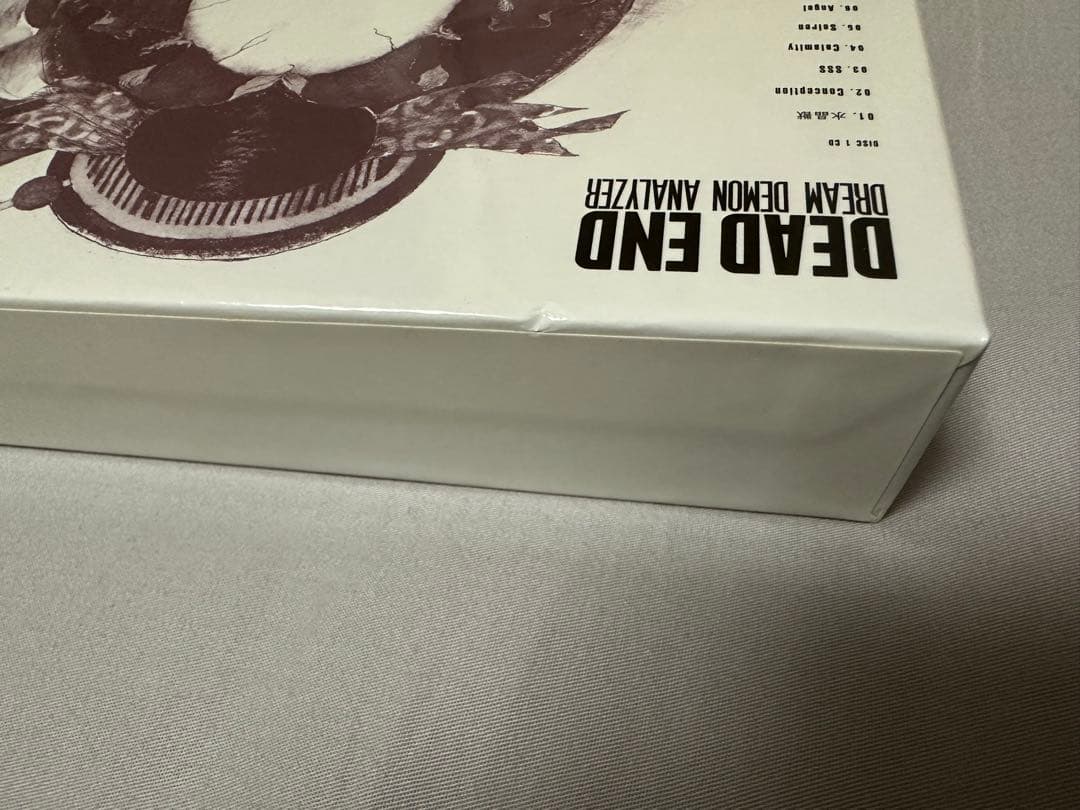 DEAD END
DREAM DEMON ANALYZER
DISC 1 CD
01. 水晶獣
02. Conception
03. SSS
04. Calamity
05. Seiren
06. Angel